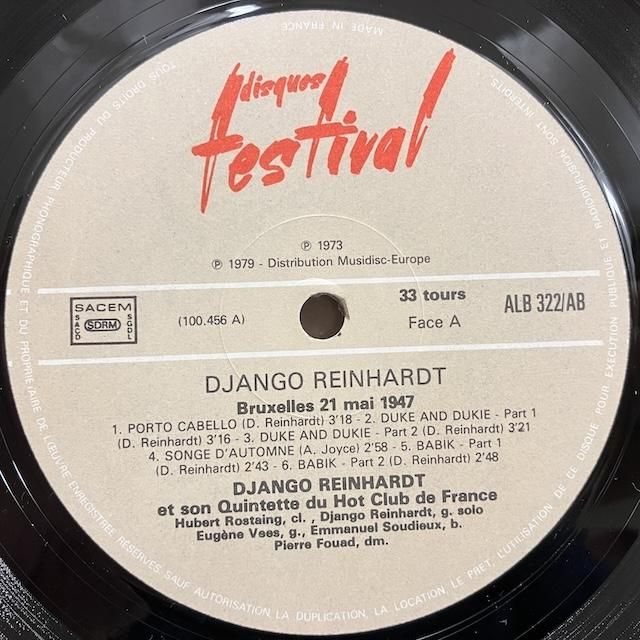 MADE IN FRANCE
disques
festival
℗ 1973
℗ 1979 - Distribution Musidisc-Europe
SACEM
SACD
SDRM
SGDL
(100.456 A)
33 tours
Face A
ALB 322/AB
DJANGO REINHARDT
Bruxelles 21 mai 1947
1. PORTO CABELLO (D. Reinhardt) 3'18 - 2. DUKE AND DUKIE - Part 1
(D. Reinhardt) 3'16 - 3. DUKE AND DUKIE - Part 2 (D. Reinhardt) 3'21
4. SONGE D'AUTOMNE (A. Joyce) 2'58 - 5. BABIK - Part 1
(D. Reinhardt) 2'43 - 6. BABIK - Part 2 (D. Reinhardt) 2'48
DJANGO REINHARDT
et son Quintette du Hot Club de France
Hubert Rostaing, cl. , Django Reinhardt, g. solo
Eugène Vees, g., Emmanuel Soudieux, b.
Pierre Fouad, dm.
TOUS DROITS DU PRODUCTEUR PHONOGRAPHIQUE ET DU PROPRIETAIRE DE L'ŒUVRE ENREGISTREE RESERVES. SAUF AUTORISATION, LA DUPLICATION, LA LOCATION, LE PRET, L'UTILISATION DE CE DISQUE POUR EXECUTION PUBLIQUE ET RADIODIFFUSION SONT INTERDITS